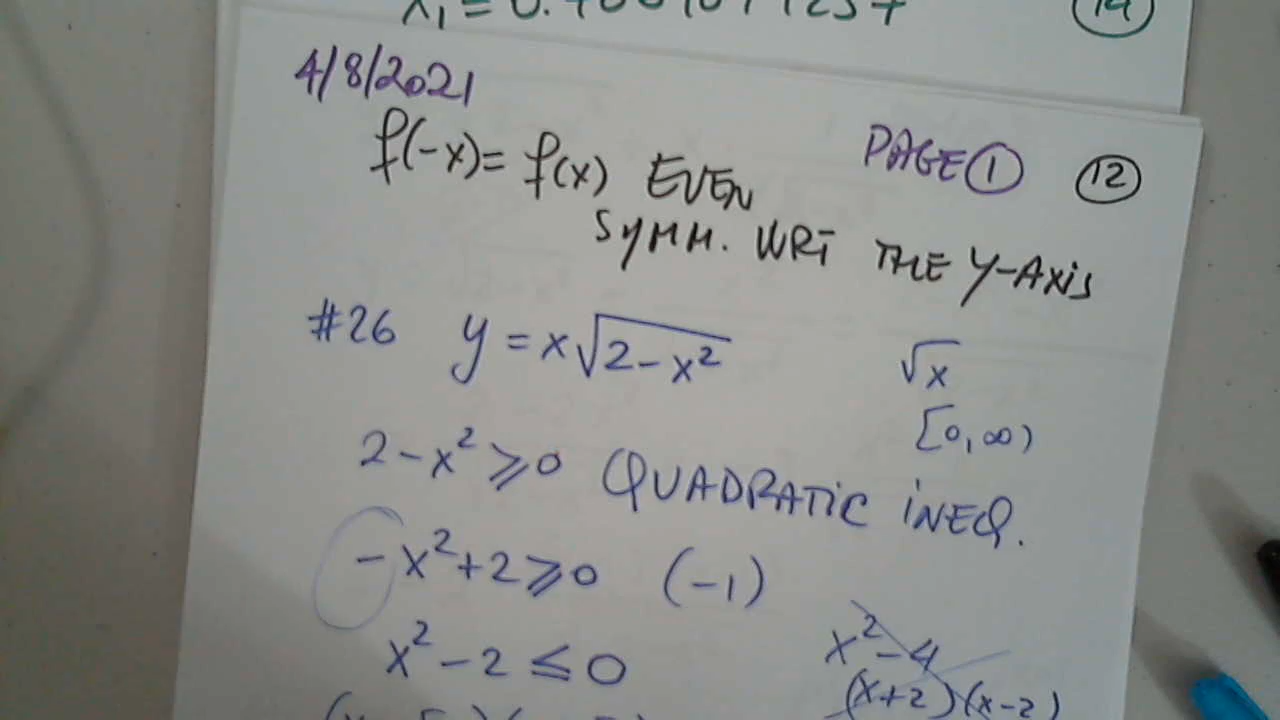 4/8/2021
f(-x) = f(x) EVEN
PAGE 1 12
SYMM. WRT THE Y-AXIS
#26 y = x√(2-x²)
√x
[0,∞)
2-x² ⩾ 0 QUADRATIC INEQ.
-x²+2 ⩾ 0 (-1)
x²-2 ≤ 0
x²-4
(x+2)(x-2)